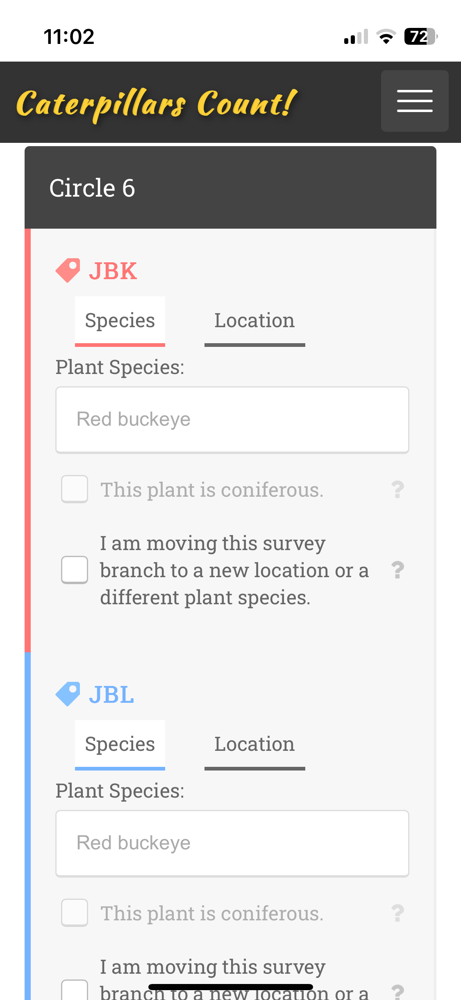 11:02
72
Caterpillars Count!
Circle 6
JBK
Species Location
Plant Species:
Red buckeye
This plant is coniferous. ?
I am moving this survey
branch to a new location or a ?
different plant species.
JBL
Species Location
Plant Species:
Red buckeye
This plant is coniferous. ?
I am moving this survey
branch to a new location or a ?